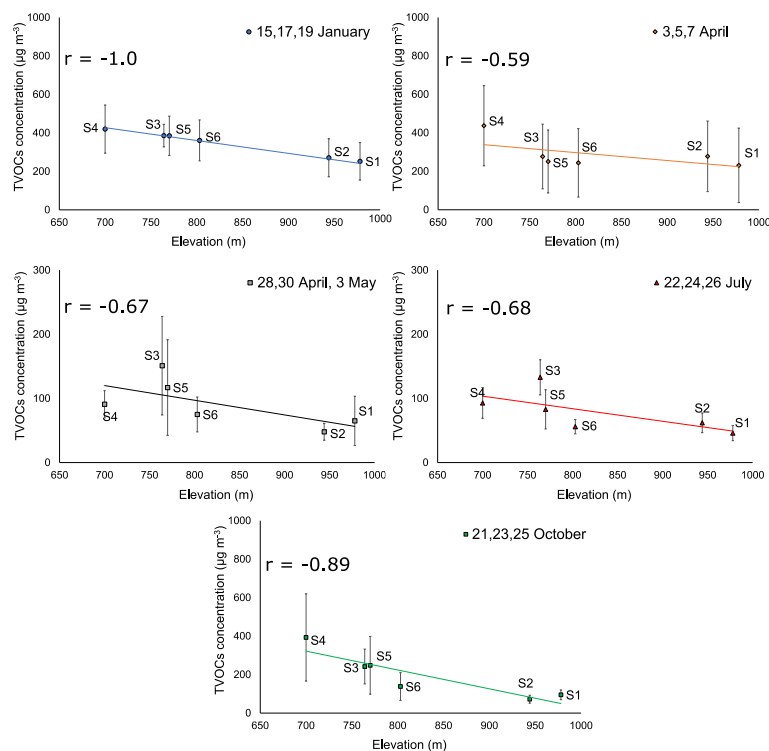 1000
800
600
400
200
0
TVOCs concentration (µg m⁻³)
15,17,19 January
r = -1.0
S4
S3
S5
S6
S2
S1
650 700 750 800 850 900 950 1000
Elevation (m)
1000
800
600
400
200
0
TVOCs concentration (µg m⁻³)
3,5,7 April
r = -0.59
S4
S3
S5
S6
S2
S1
650 700 750 800 850 900 950 1000
Elevation (m)
300
200
100
0
TVOCs concentration (µg m⁻³)
28,30 April, 3 May
r = -0.67
S3
S5
S4
S6
S1
S2
650 700 750 800 850 900 950 1000
Elevation (m)
300
200
100
0
TVOCs concentration (µg m⁻³)
22,24,26 July
r = -0.68
S3
S4
S5
S6
S2
S1
650 700 750 800 850 900 950 1000
Elevation (m)
1000
800
600
400
200
0
TVOCs concentration (µg m⁻³)
21,23,25 October
r = -0.89
S4
S3
S5
S6
S2
S1
650 700 750 800 850 900 950 1000
Elevation (m)